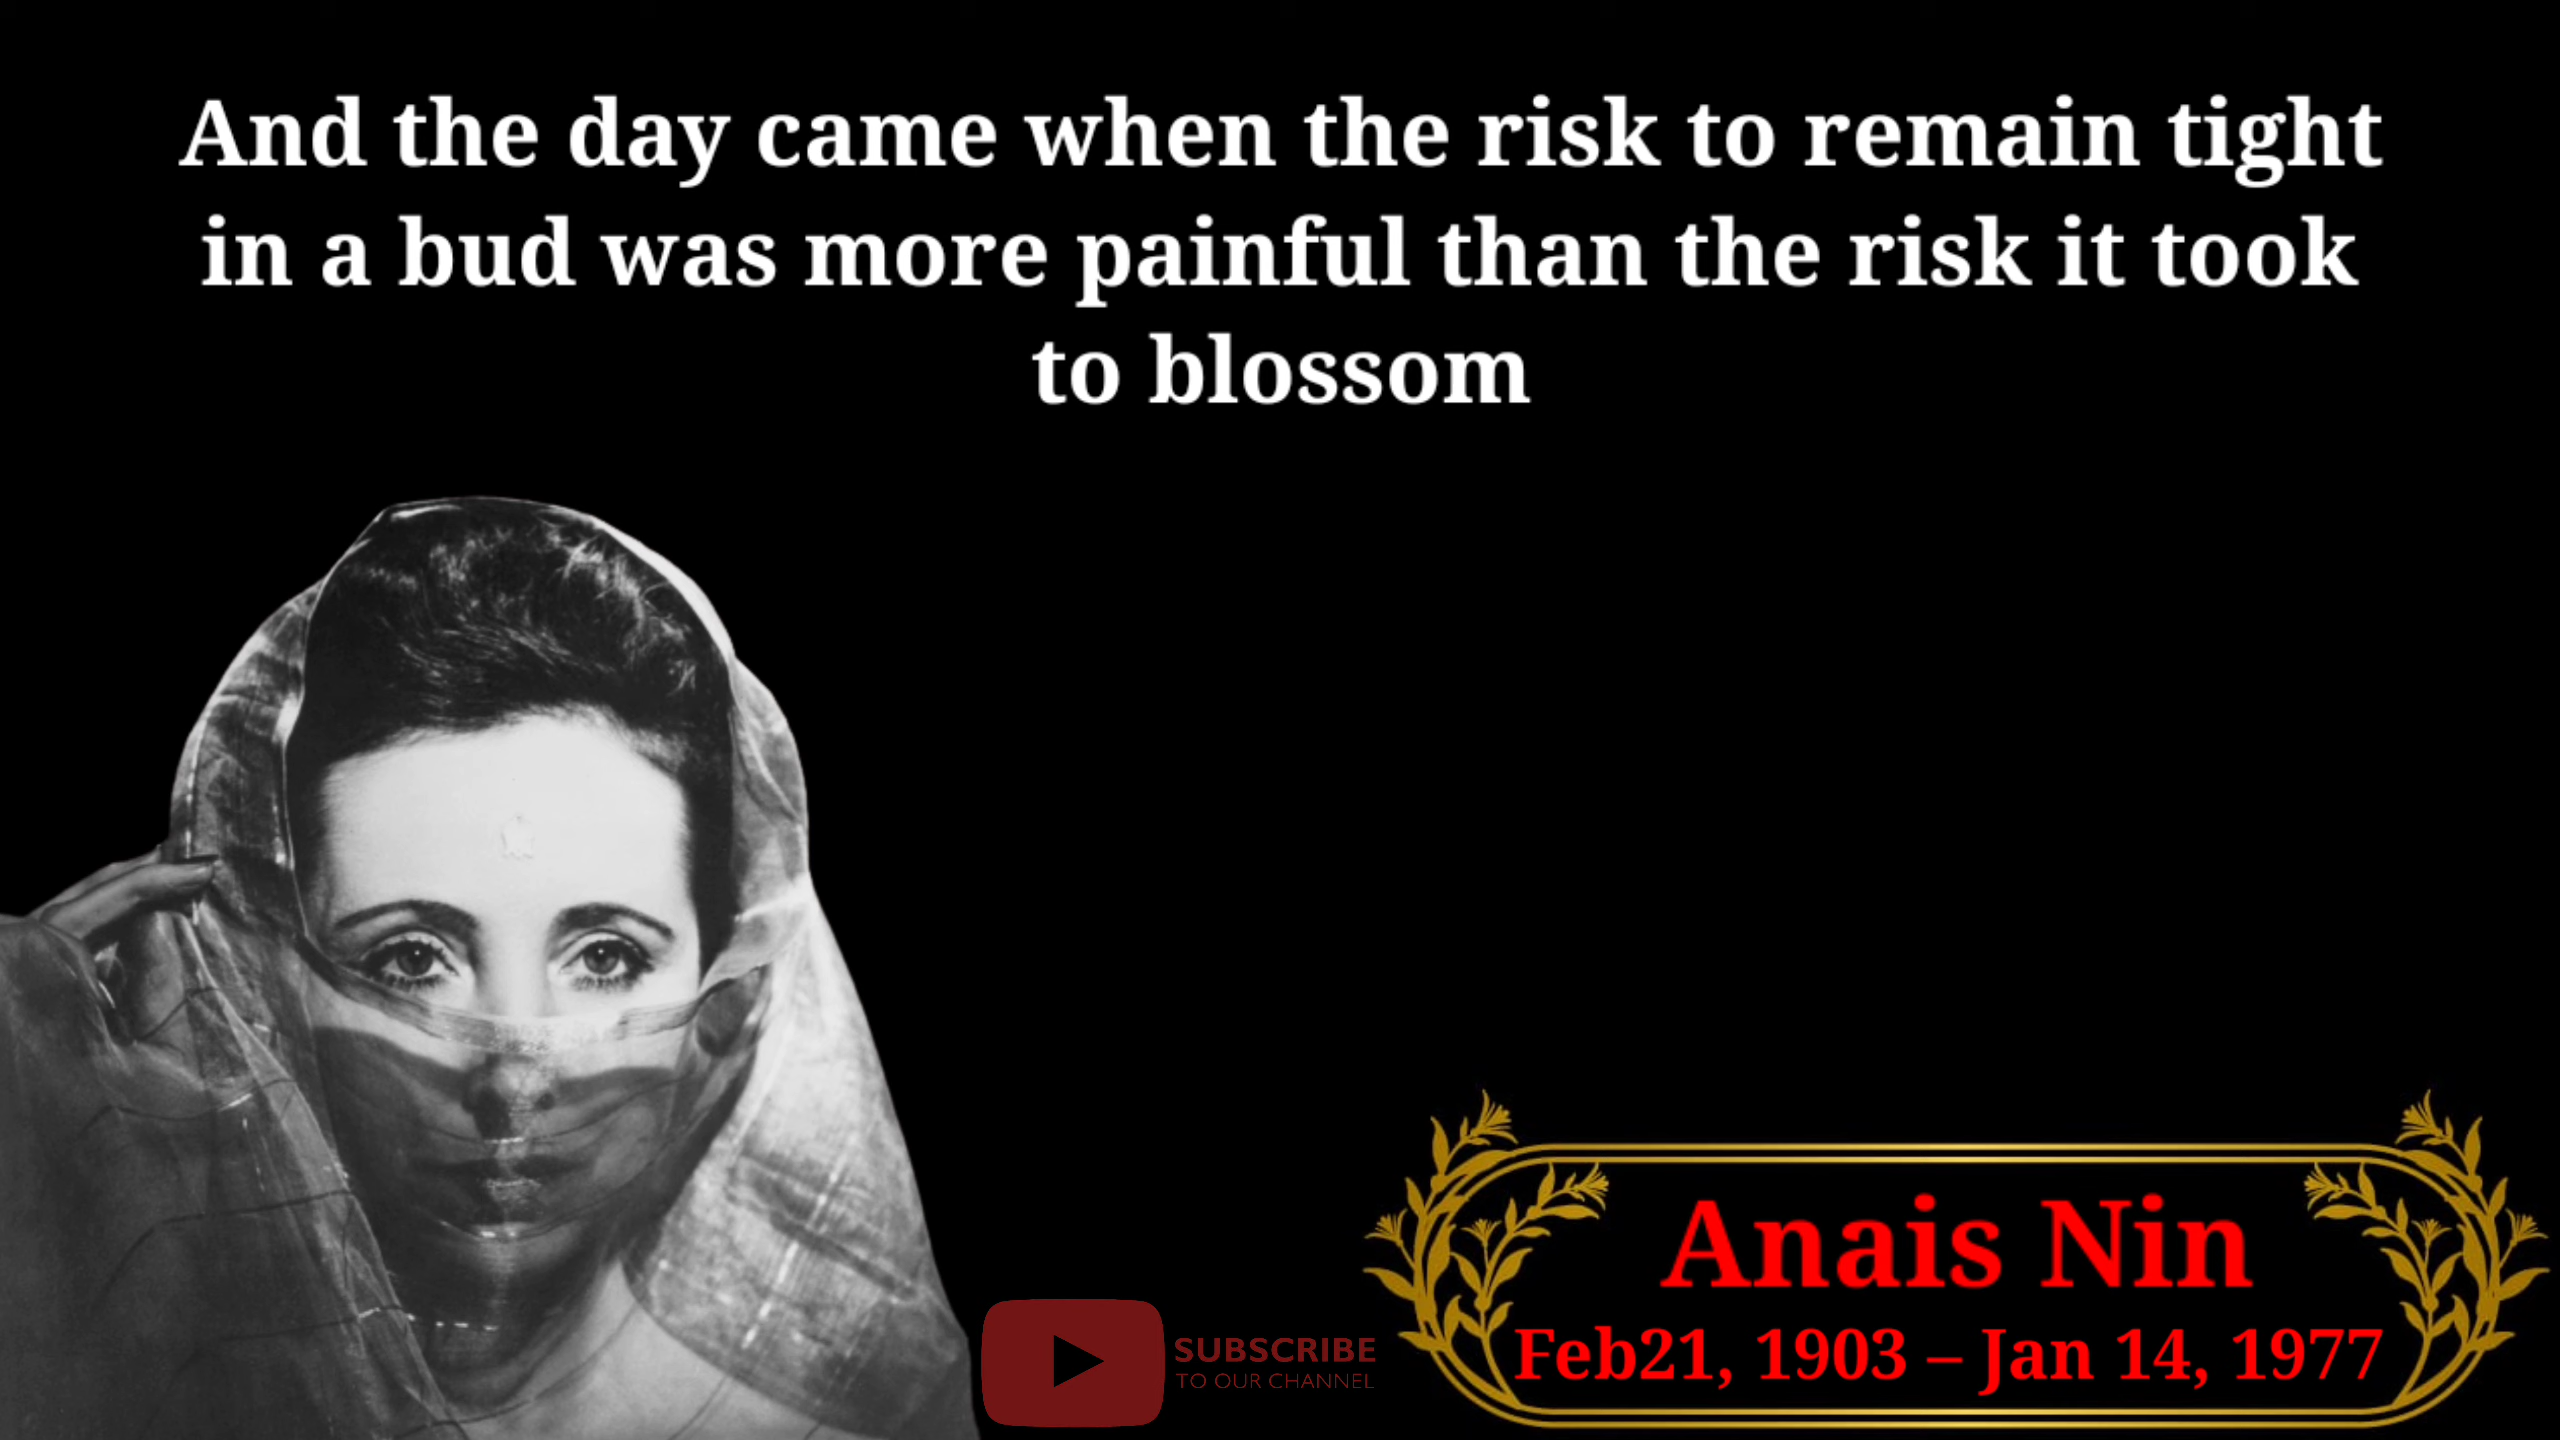 And the day came when the risk to remain tight
in a bud was more painful than the risk it took
to blossom
SUBSCRIBE
TO OUR CHANNEL
Anais Nin
Feb21, 1903 – Jan 14, 1977